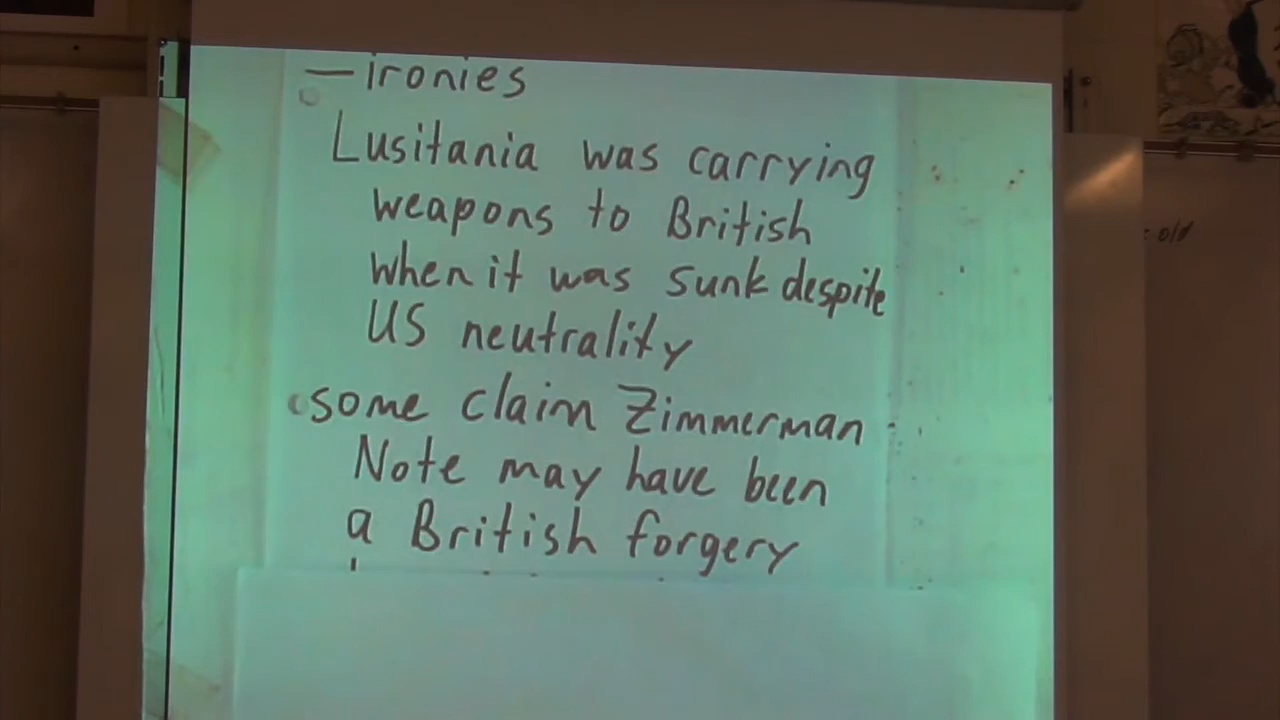 — ironies
Lusitania was carrying
weapons to British
when it was sunk despite
US neutrality
some claim Zimmerman
Note may have been
a British forgery
old